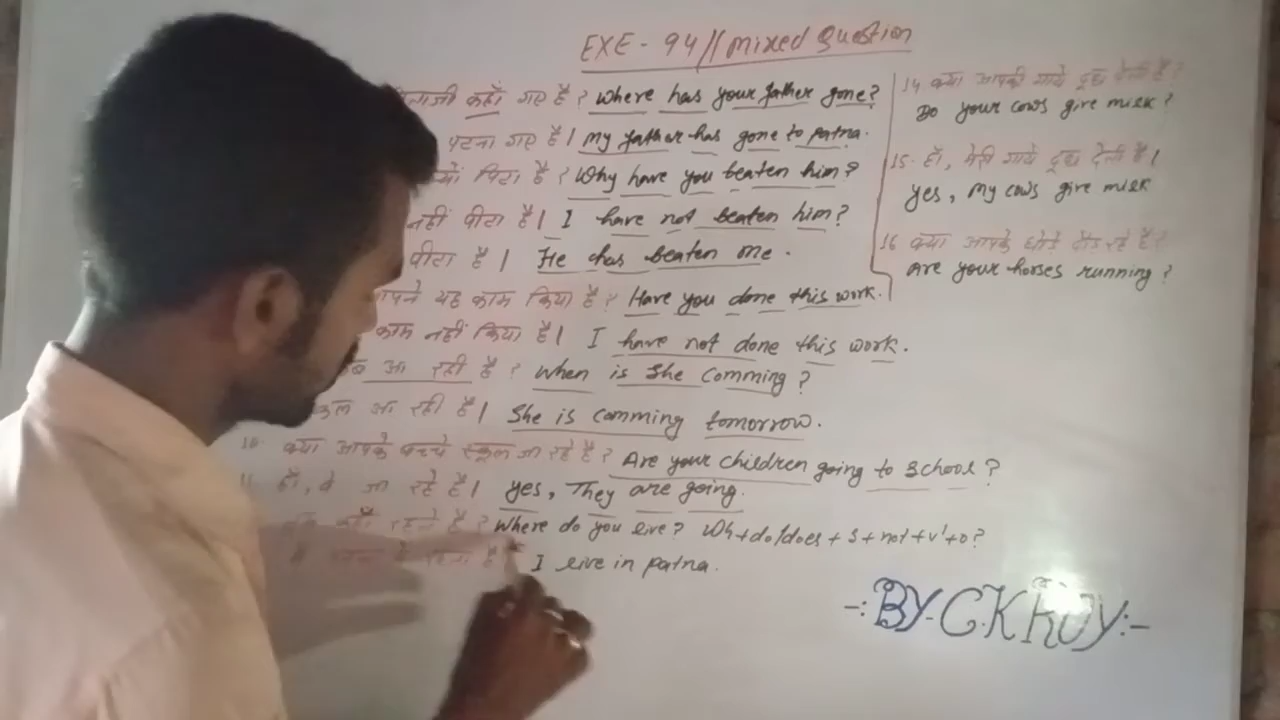 EXE - 94 // Mixed Question
कहाँ गए है ? Where has your father gone?
पटना गए है | My father has gone to Patna.
पिटा है ? Why have you beaten him?
नहीं पीटा है | I have not beaten him?
पीटा है | He has beaten me.
यह काम किया है ? Have you done this work.
काम नहीं किया है | I have not done this work.
आ रही है ? When is She Comming ?
आ रही है | She is comming tomorrow.
10. क्या आपके बच्चे स्कूल जा रहे है ? Are your children going to School ?
11. हाँ, वे जा रहे है | yes, They are going.
कहाँ रहते है ? Where do you live? Wh+do/does + S + not + v' + o ?
I live in Patna.
14. क्या आपकी गाये दूध देती है ?
Do your cows give milk ?
15. हाँ, मेरी गाये दूध देती है |
yes, My cows give milk
16 क्या आपके घोड़े दौड़ रहे है ?
Are your horses running ?
-: BY- C.K ROY :-